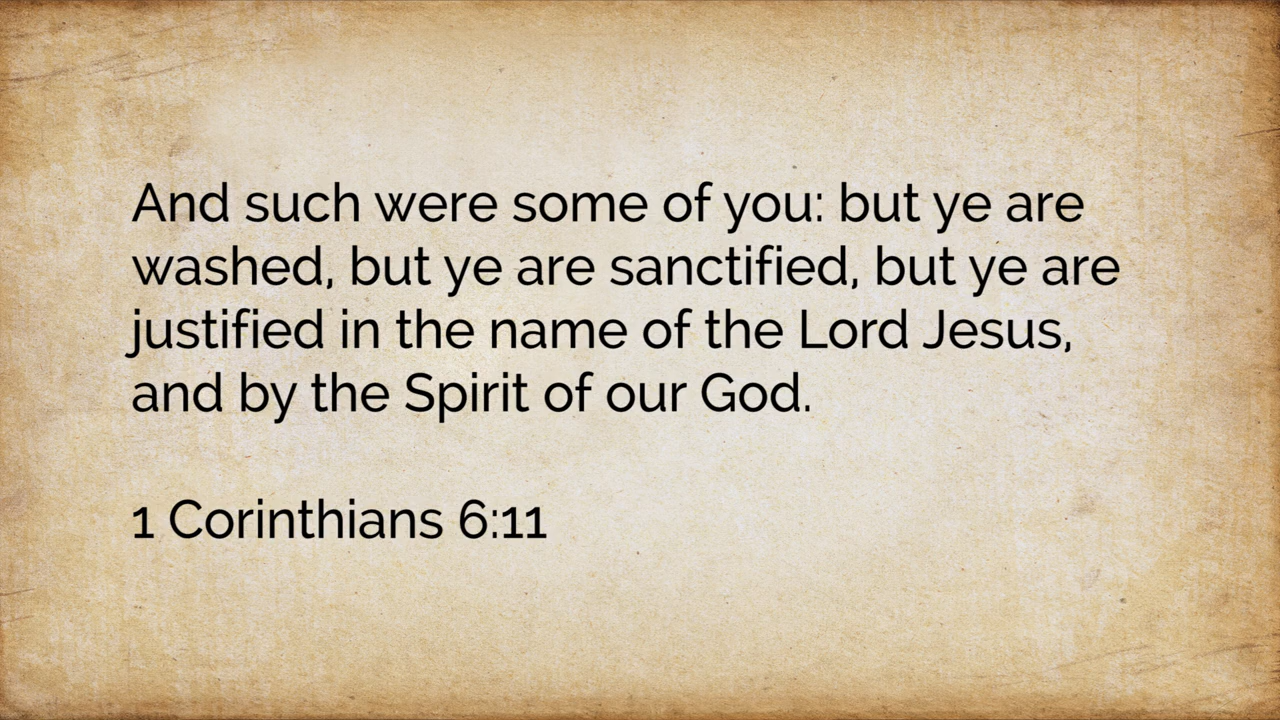 And such were some of you: but ye are
washed, but ye are sanctified, but ye are
justified in the name of the Lord Jesus,
and by the Spirit of our God.
1 Corinthians 6:11